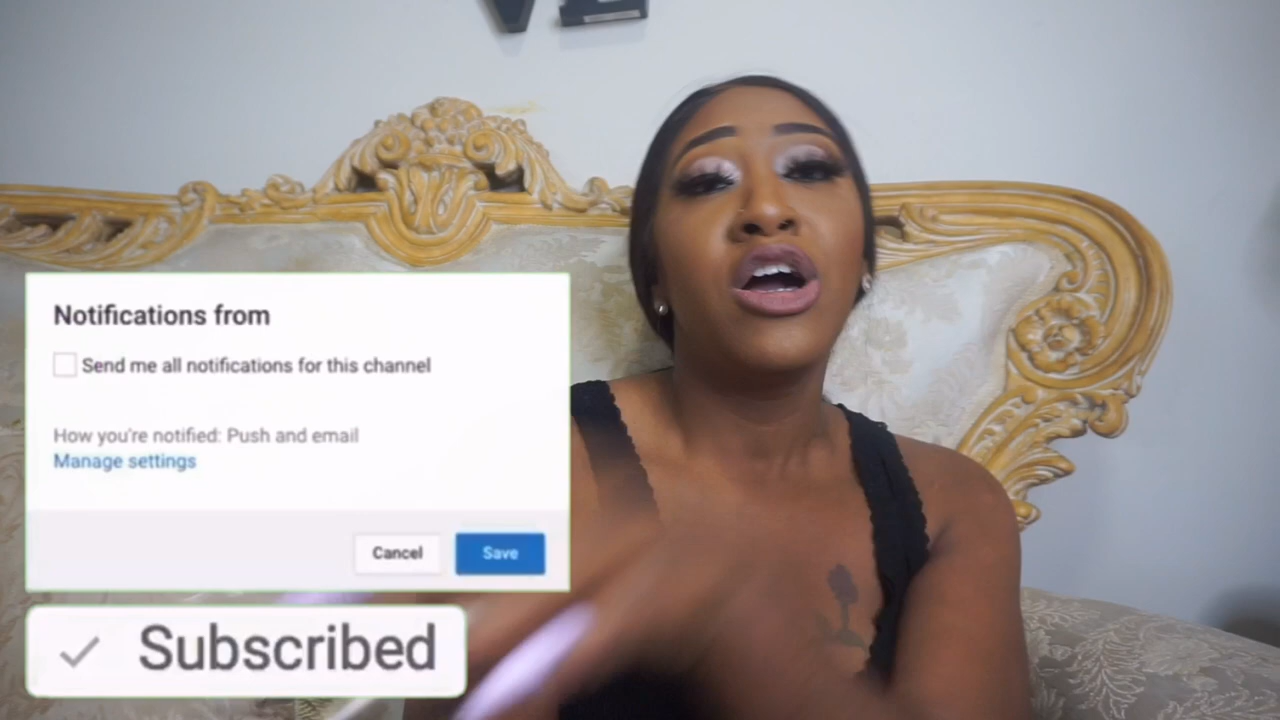 VE
Notifications from
Send me all notifications for this channel
How you're notified: Push and email
Manage settings
Cancel
Save
Subscribed